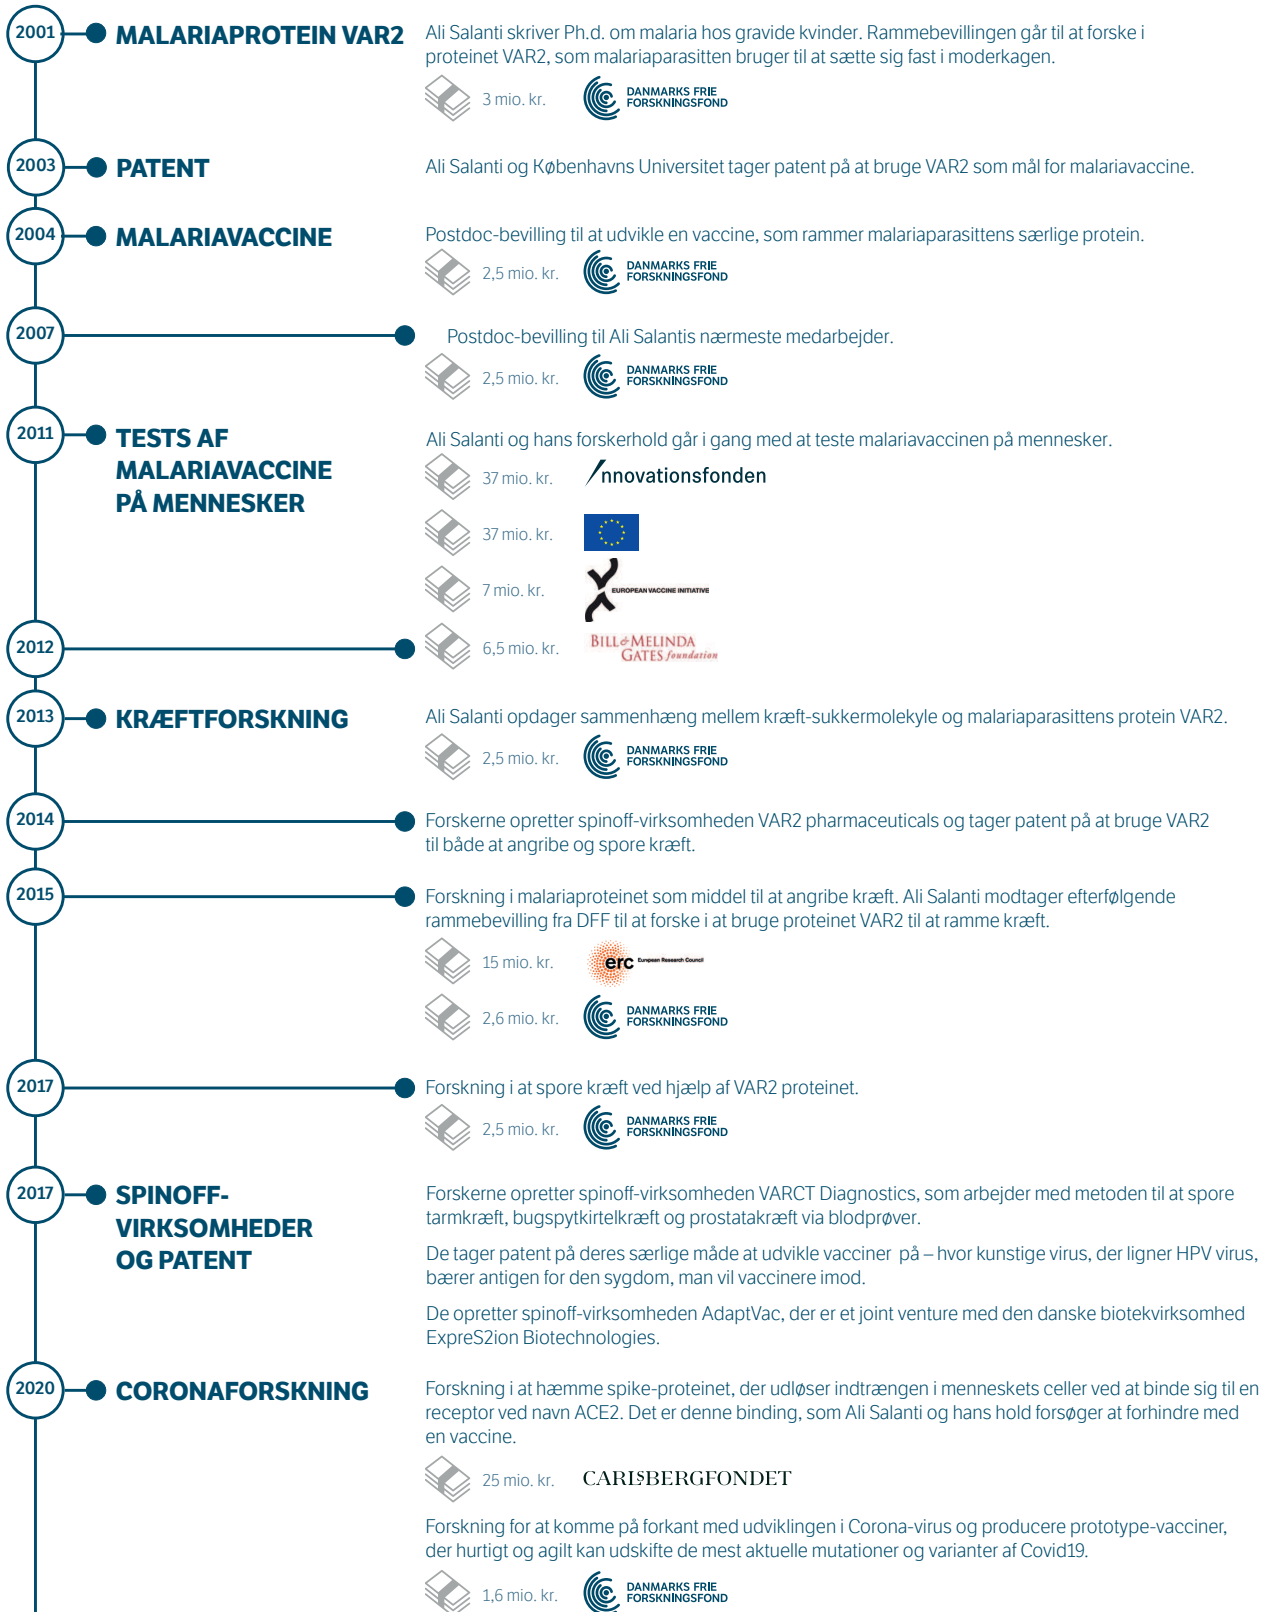 2001
MALARIAPROTEIN VAR2
Ali Salanti skriver Ph.d. om malaria hos gravide kvinder. Rammebevillingen går til at forske i
proteinet VAR2, som malariaparasitten bruger til at sætte sig fast i moderkagen.
3 mio. kr.
DANMARKS FRIE
FORSKNINGSFOND
2003
PATENT
Ali Salanti og Københavns Universitet tager patent på at bruge VAR2 som mål for malariavaccine.
2004
MALARIAVACCINE
Postdoc-bevilling til at udvikle en vaccine, som rammer malariaparasittens særlige protein.
2,5 mio. kr.
DANMARKS FRIE
FORSKNINGSFOND
2007
Postdoc-bevilling til Ali Salantis nærmeste medarbejder.
2,5 mio. kr.
DANMARKS FRIE
FORSKNINGSFOND
2011
TESTS AF
MALARIAVACCINE
PÅ MENNESKER
Ali Salanti og hans forskerhold går i gang med at teste malariavaccinen på mennesker.
37 mio. kr.
Innovationsfonden
37 mio. kr.
7 mio. kr.
EUROPEAN VACCINE INITIATIVE
2012
6,5 mio. kr.
BILL & MELINDA
GATES foundation
2013
KRÆFTFORSKNING
Ali Salanti opdager sammenhæng mellem kræft-sukkermolekyle og malariaparasittens protein VAR2.
2,5 mio. kr.
DANMARKS FRIE
FORSKNINGSFOND
2014
Forskerne opretter spinoff-virksomheden VAR2 pharmaceuticals og tager patent på at bruge VAR2
til både at angribe og spore kræft.
2015
Forskning i malariaproteinet som middel til at angribe kræft. Ali Salanti modtager efterfølgende
rammebevilling fra DFF til at forske i at bruge proteinet VAR2 til at ramme kræft.
15 mio. kr.
erc European Research Council
2,6 mio. kr.
DANMARKS FRIE
FORSKNINGSFOND
2017
Forskning i at spore kræft ved hjælp af VAR2 proteinet.
2,5 mio. kr.
DANMARKS FRIE
FORSKNINGSFOND
2017
SPINOFF-
VIRKSOMHEDER
OG PATENT
Forskerne opretter spinoff-virksomheden VARCT Diagnostics, som arbejder med metoden til at spore
tarmkræft, bugspytkirtelkræft og prostatakræft via blodprøver.
De tager patent på deres særlige måde at udvikle vacciner på – hvor kunstige virus, der ligner HPV virus,
bærer antigen for den sygdom, man vil vaccinere imod.
De opretter spinoff-virksomheden AdaptVac, der er et joint venture med den danske biotekvirksomhed
ExpreS2ion Biotechnologies.
2020
CORONAFORSKNING
Forskning i at hæmme spike-proteinet, der udløser indtrængen i menneskets celler ved at binde sig til en
receptor ved navn ACE2. Det er denne binding, som Ali Salanti og hans hold forsøger at forhindre med
en vaccine.
25 mio. kr.
CARLSBERGFONDET
Forskning for at komme på forkant med udviklingen i Corona-virus og producere prototype-vacciner,
der hurtigt og agilt kan udskifte de mest aktuelle mutationer og varianter af Covid19.
1,6 mio. kr.
DANMARKS FRIE
FORSKNINGSFOND